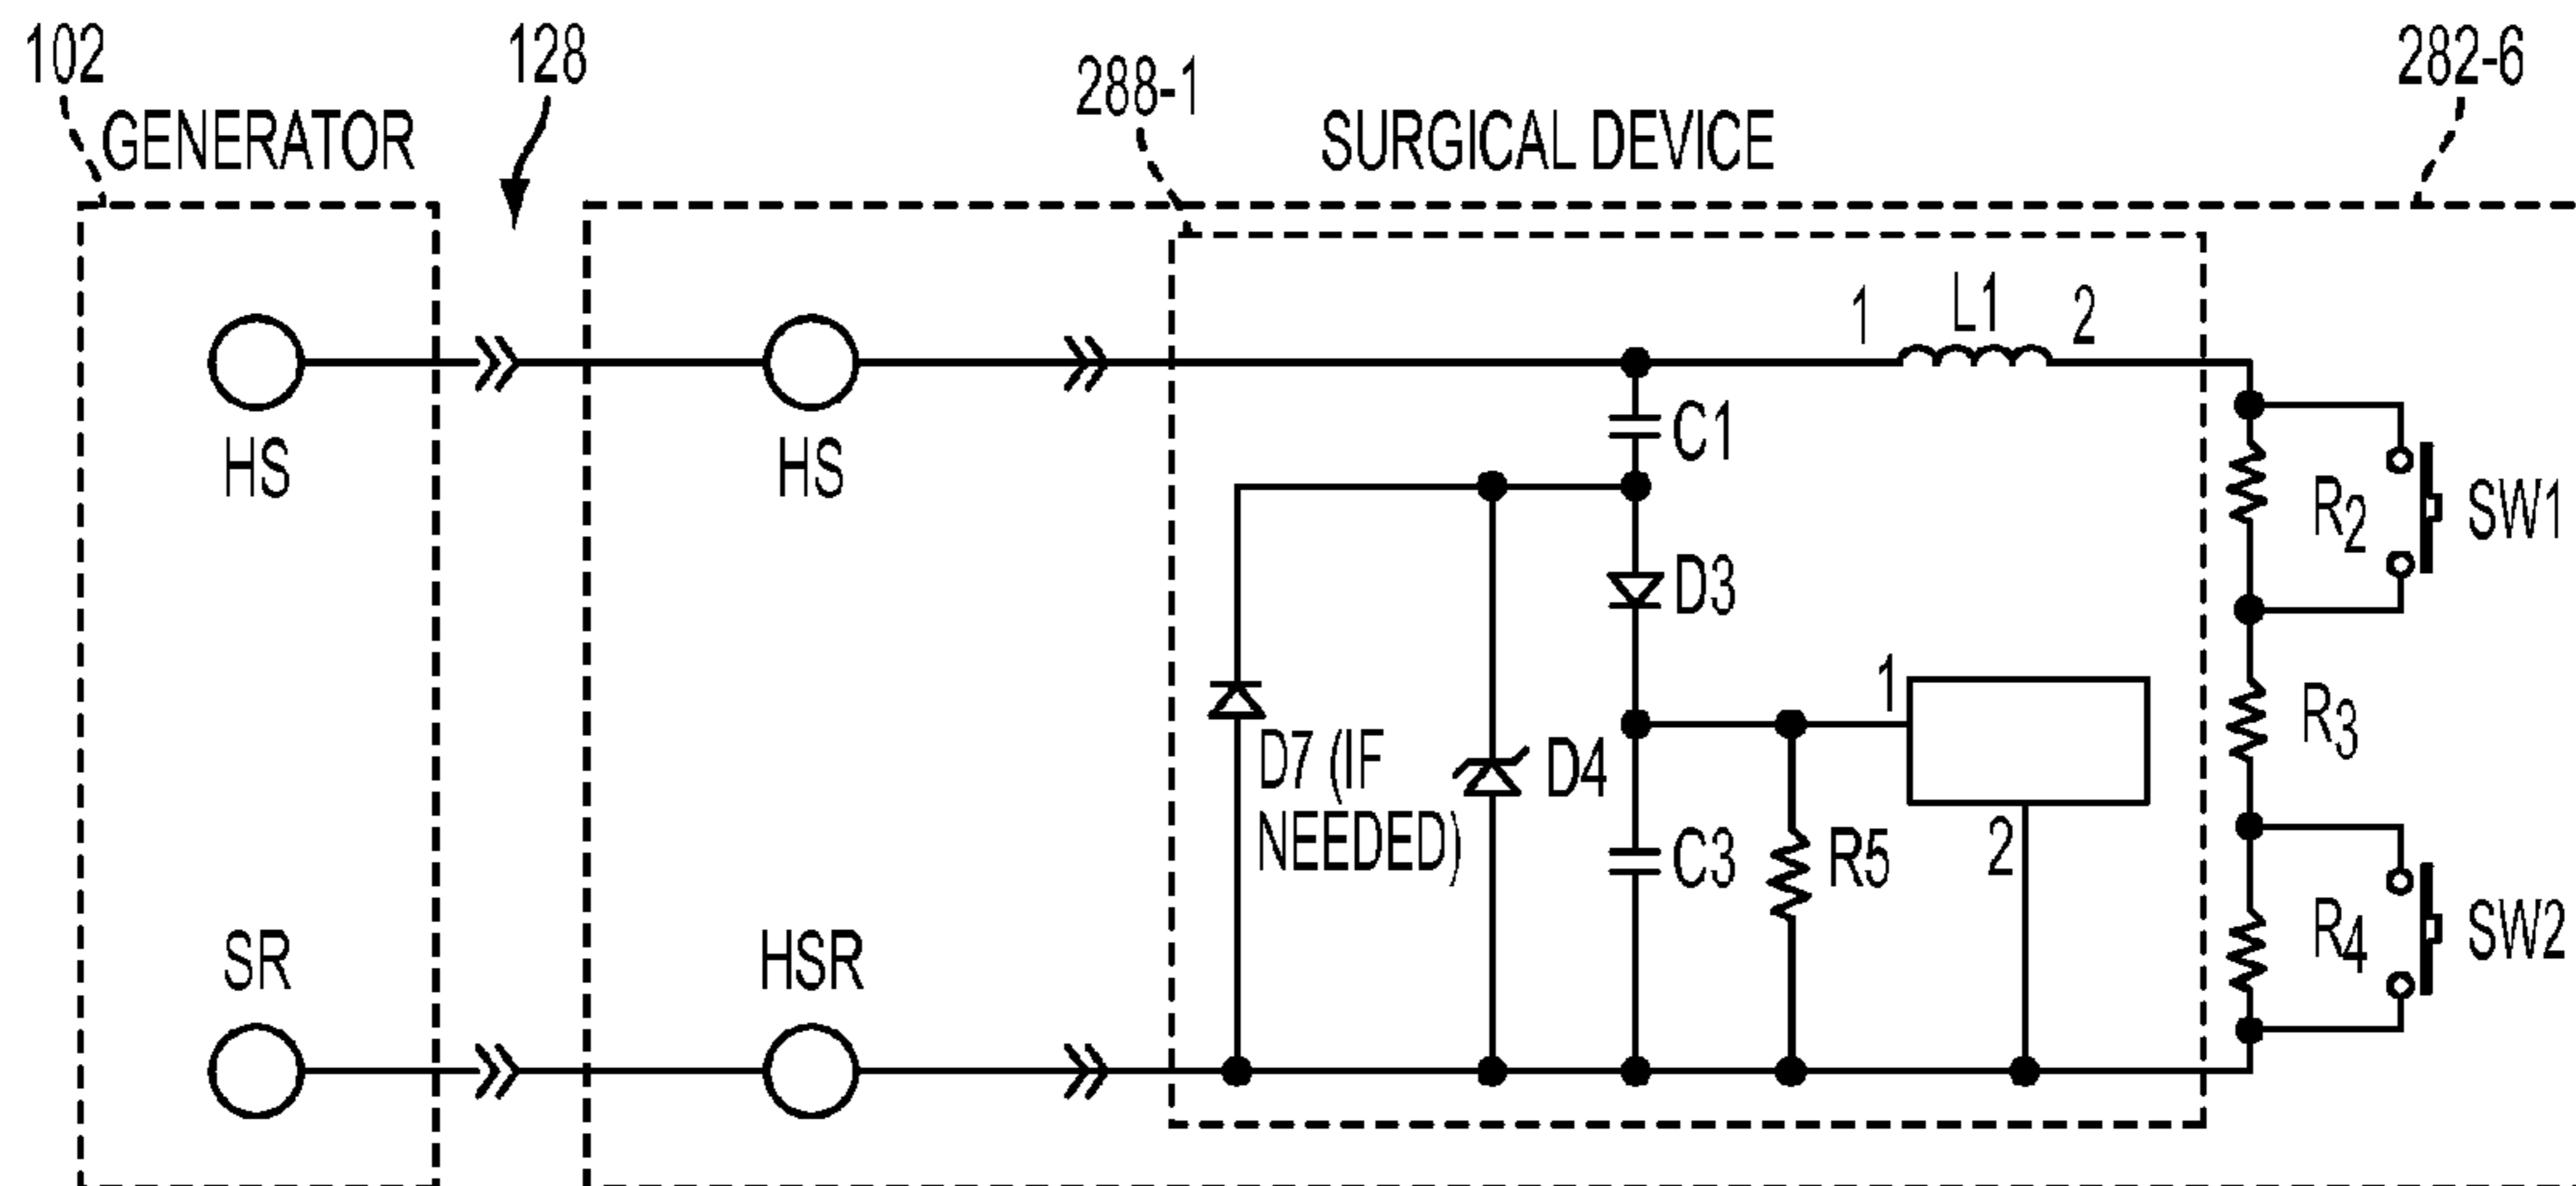 102
128
288-1
282-6
GENERATOR
SURGICAL DEVICE
1
L1
2
HS
HS
C1
R2
SW1
D3
1
R3
D7 (IF
NEEDED)
D4
C3
R5
2
R4
SW2
SR
HSR